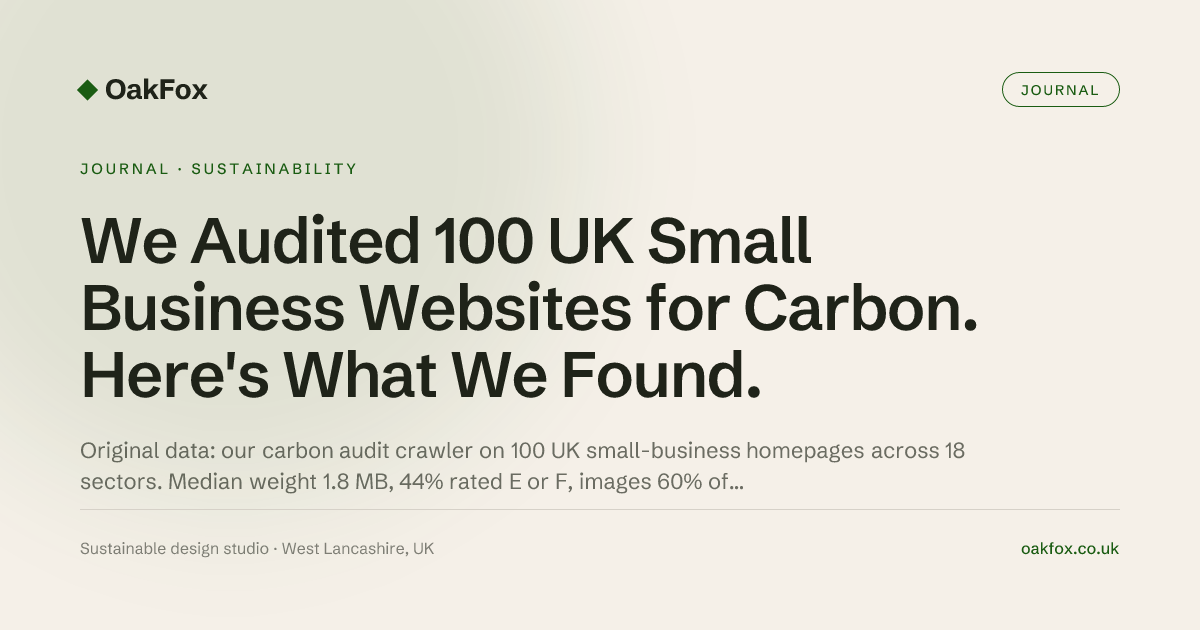 OakFox
JOURNAL
JOURNAL · SUSTAINABILITY
We Audited 100 UK Small
Business Websites for Carbon.
Here's What We Found.
Original data: our carbon audit crawler on 100 UK small-business homepages across 18
sectors. Median weight 1.8 MB, 44% rated E or F, images 60% of...
Sustainable design studio · West Lancashire, UK
oakfox.co.uk